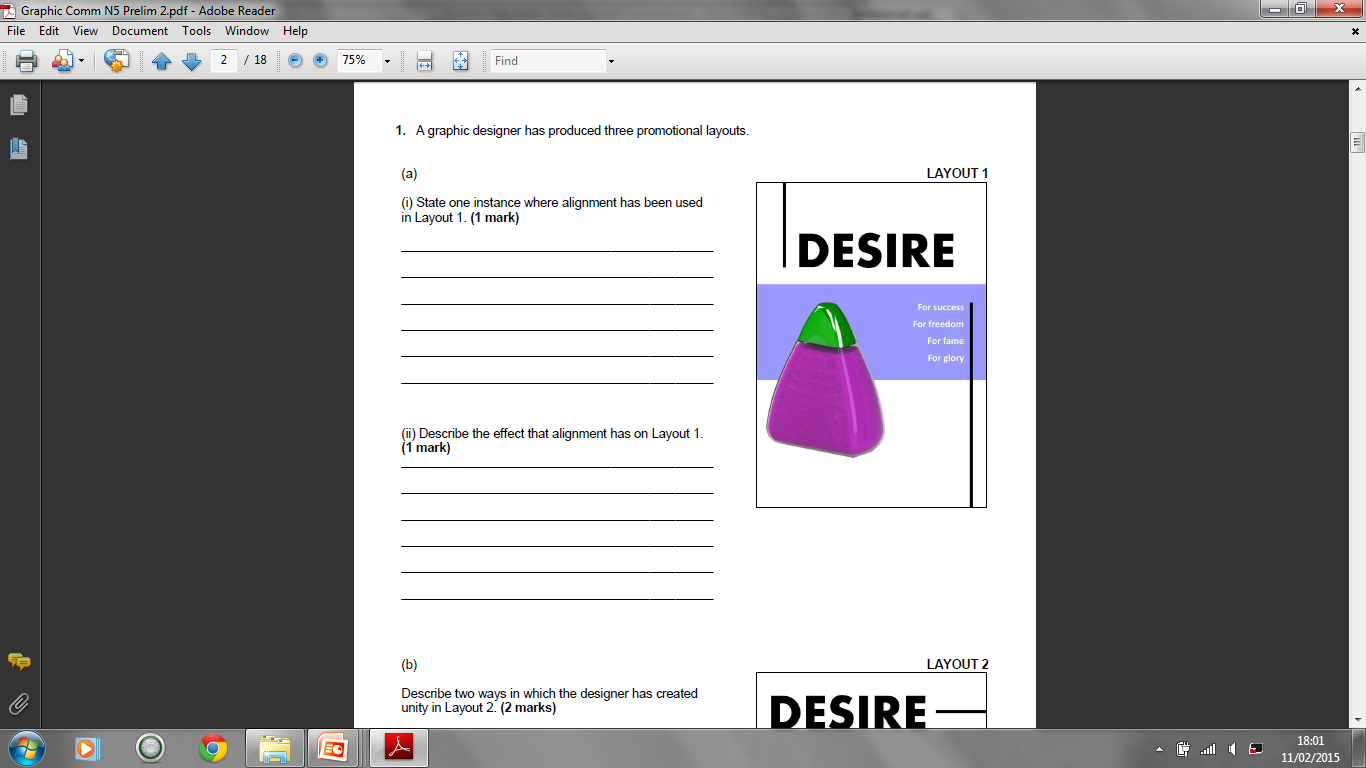 Graphic Comm N5 Prelim 2.pdf - Adobe Reader
File Edit View Document Tools Window Help
2 / 18 75% Find
1. A graphic designer has produced three promotional layouts.
(a)
LAYOUT 1
(i) State one instance where alignment has been used
in Layout 1. (1 mark)
DESIRE
For success
For freedom
For fame
For glory
(ii) Describe the effect that alignment has on Layout 1.
(1 mark)
(b)
LAYOUT 2
Describe two ways in which the designer has created
unity in Layout 2. (2 marks)
DESIRE
18:01
11/02/2015